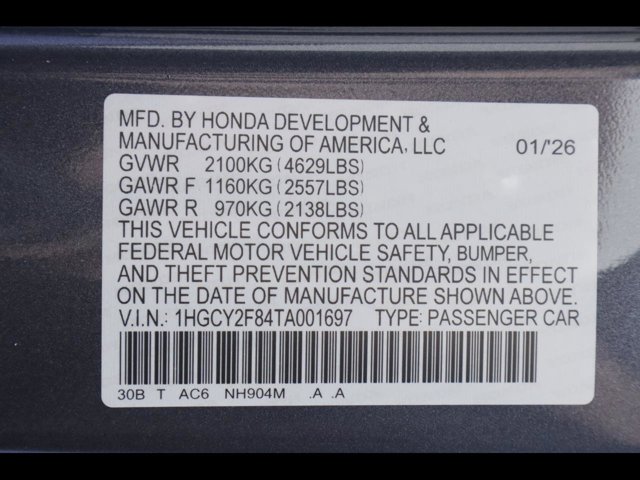 MFD. BY HONDA DEVELOPMENT &
MANUFACTURING OF AMERICA, LLC 01/'26
GVWR 2100KG (4629LBS)
GAWR F 1160KG (2557LBS)
GAWR R 970KG (2138LBS)
THIS VEHICLE CONFORMS TO ALL APPLICABLE
FEDERAL MOTOR VEHICLE SAFETY, BUMPER,
AND THEFT PREVENTION STANDARDS IN EFFECT
ON THE DATE OF MANUFACTURE SHOWN ABOVE.
V.I.N.: 1HGCY2F84TA001697 TYPE: PASSENGER CAR
30B T AC6 NH904M .A .A